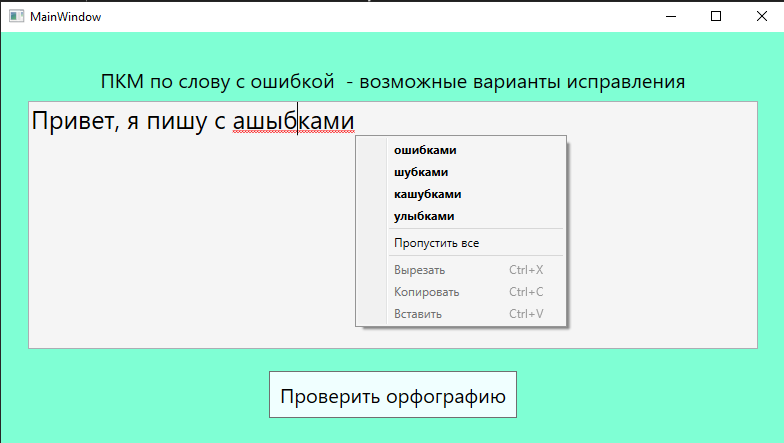 MainWindow
ПКМ по слову с ошибкой - возможные варианты исправления
Привет, я пишу с ашыбками
ошибками
шубками
кашубками
улыбками
Пропустить все
Вырезать Ctrl+X
Копировать Ctrl+C
Вставить Ctrl+V
Проверить орфографию